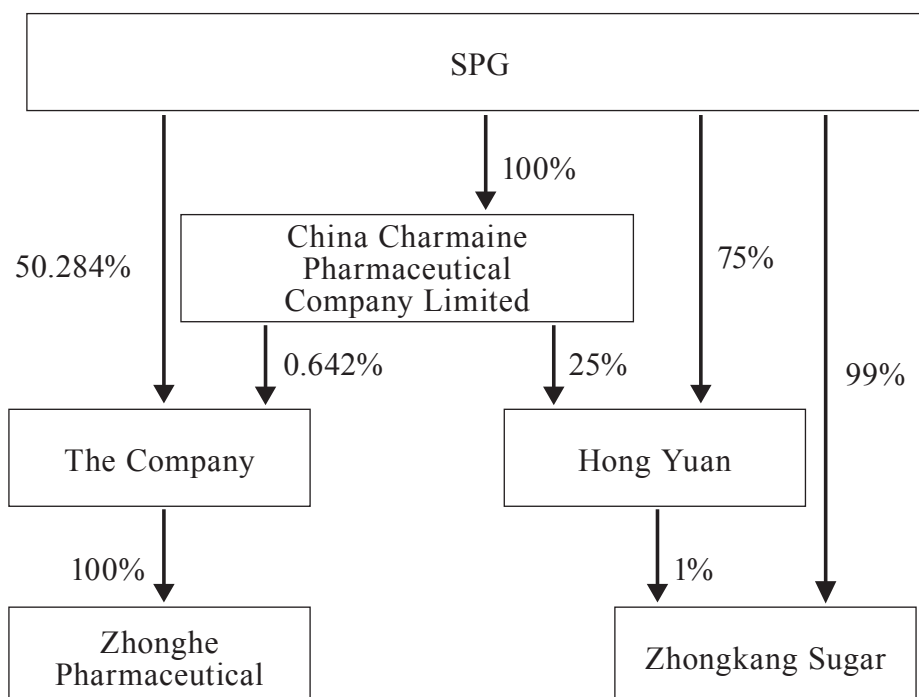 SPG
100%
China Charmaine
Pharmaceutical
Company Limited
50.284%
75%
0.642%
25%
99%
The Company
Hong Yuan
100%
1%
Zhonghe
Pharmaceutical
Zhongkang Sugar